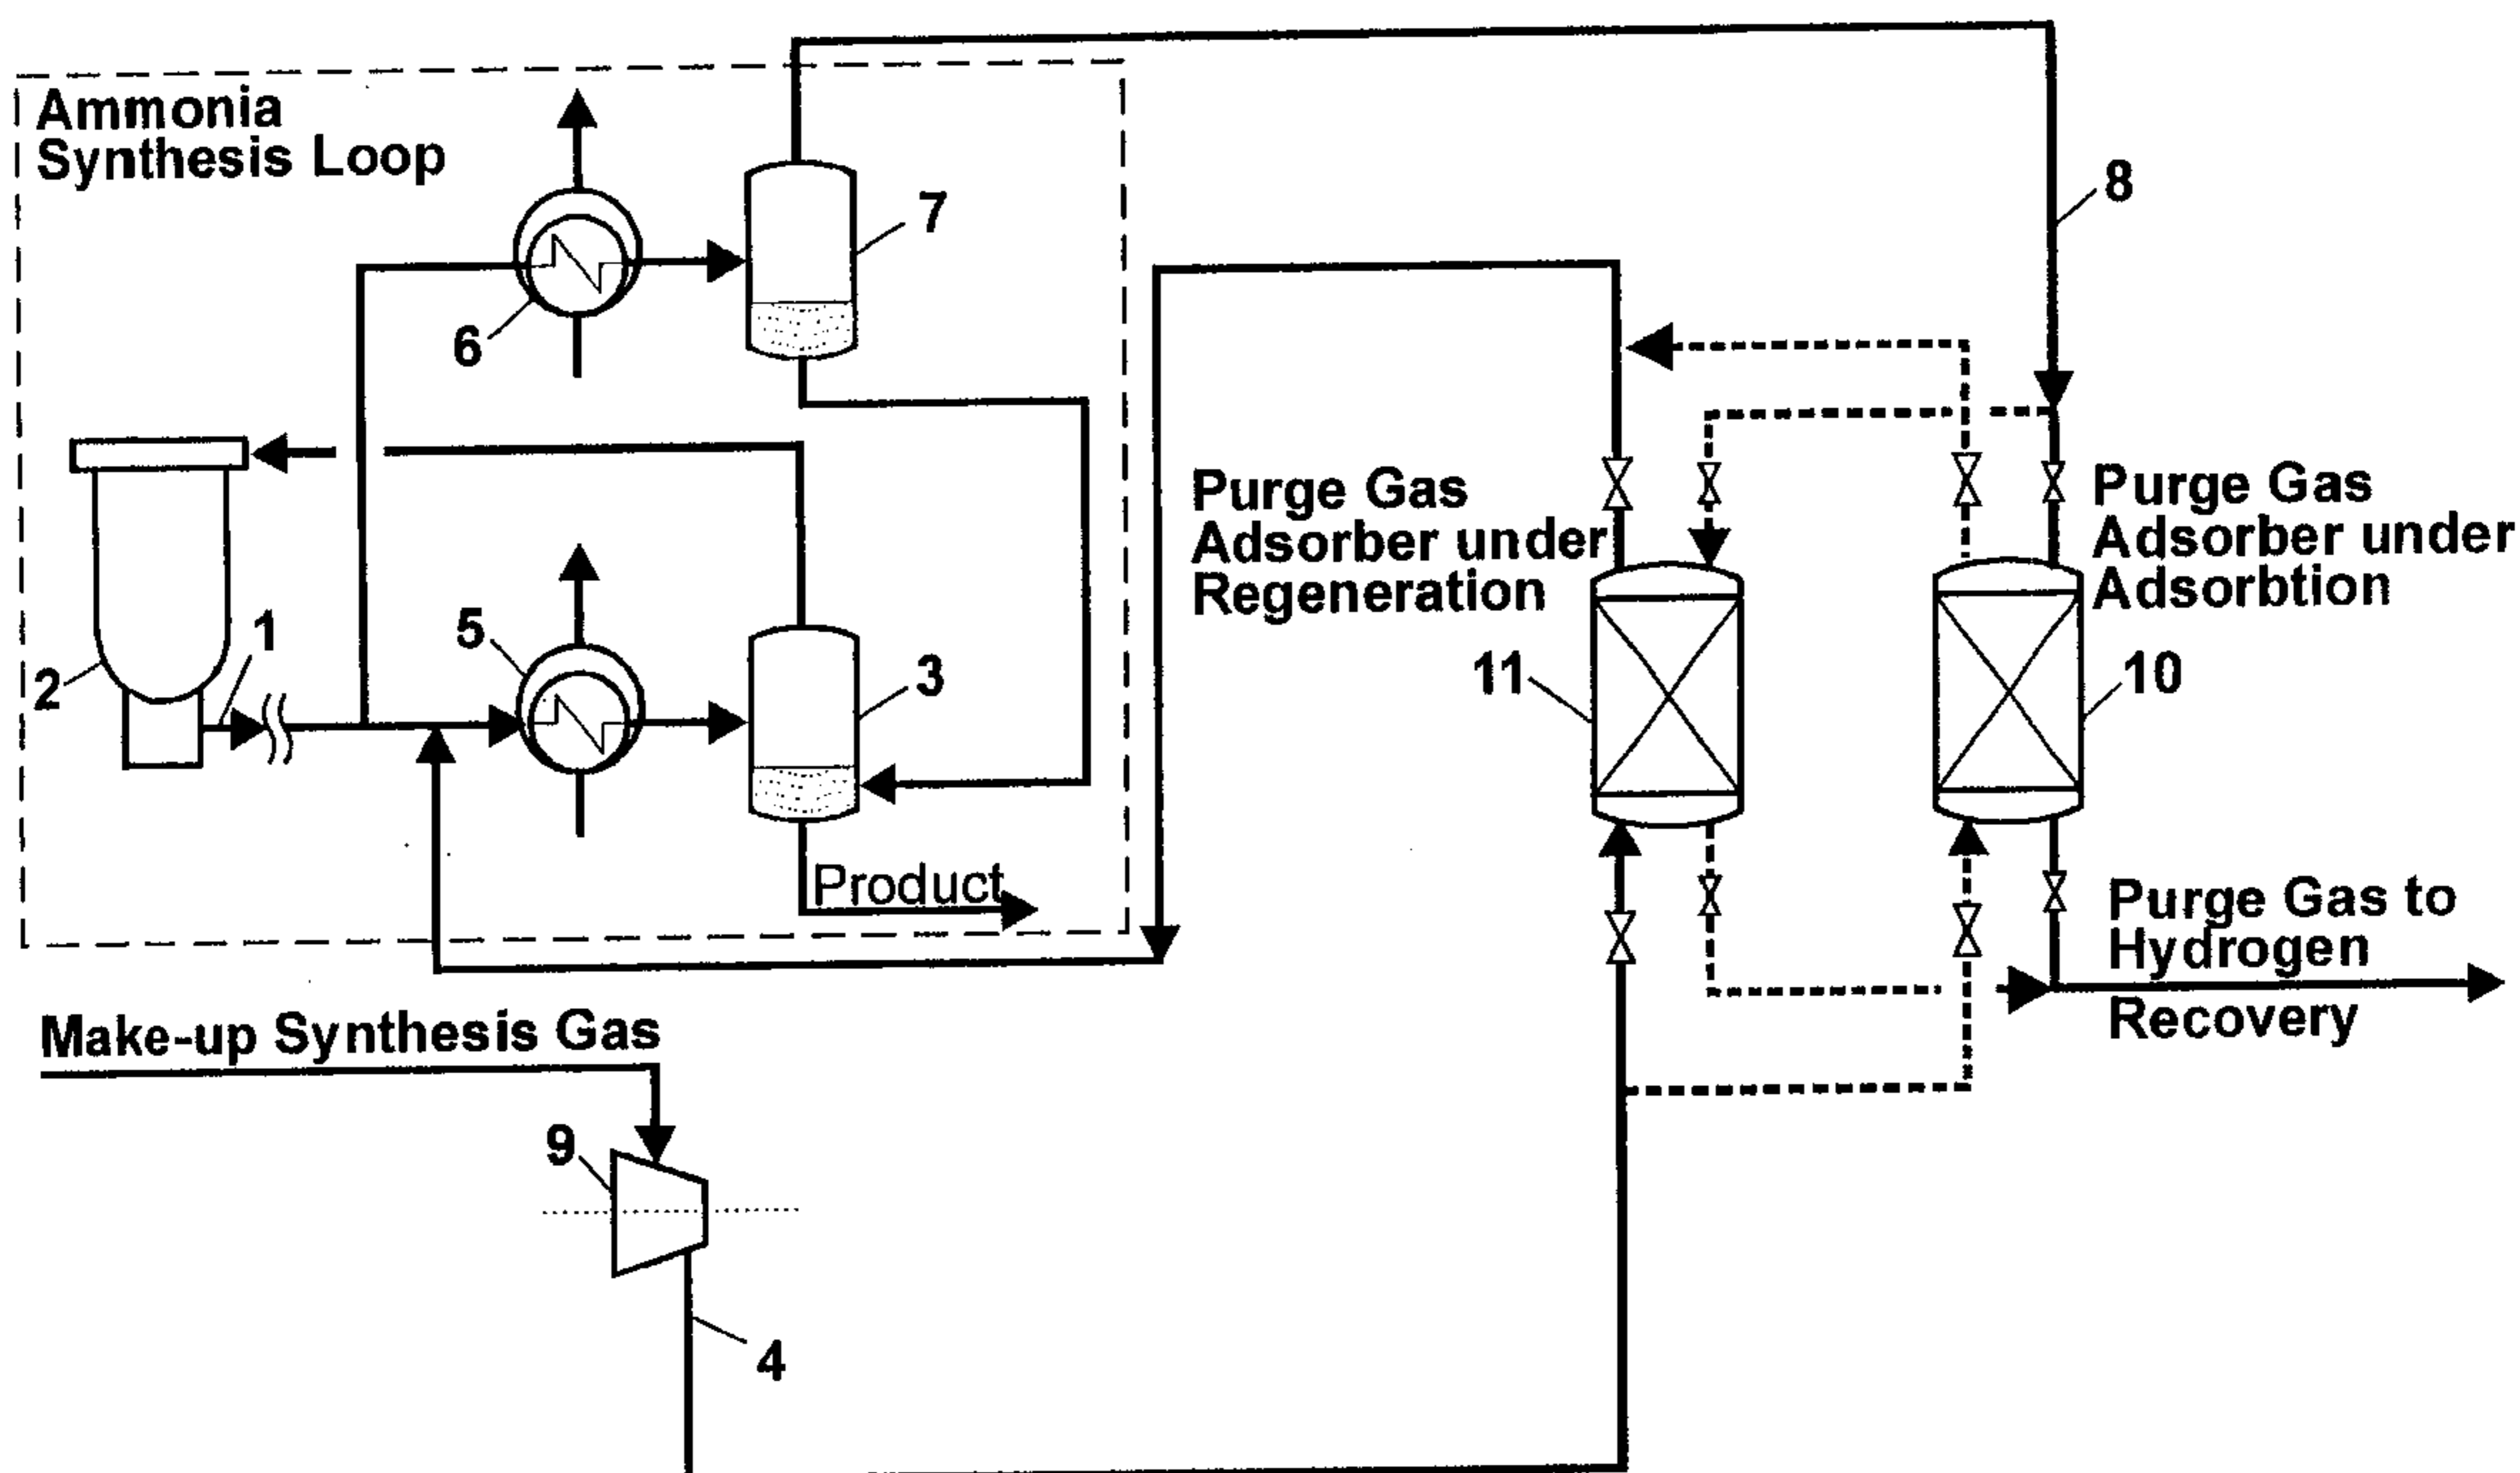 Ammonia
Synthesis Loop
7
8
6
Purge Gas
Adsorber under
Regeneration
Purge Gas
Adsorber under
Adsorbtion
5
1
2
3
11
10
Product
Purge Gas to
Hydrogen
Recovery
Make-up Synthesis Gas
9
4